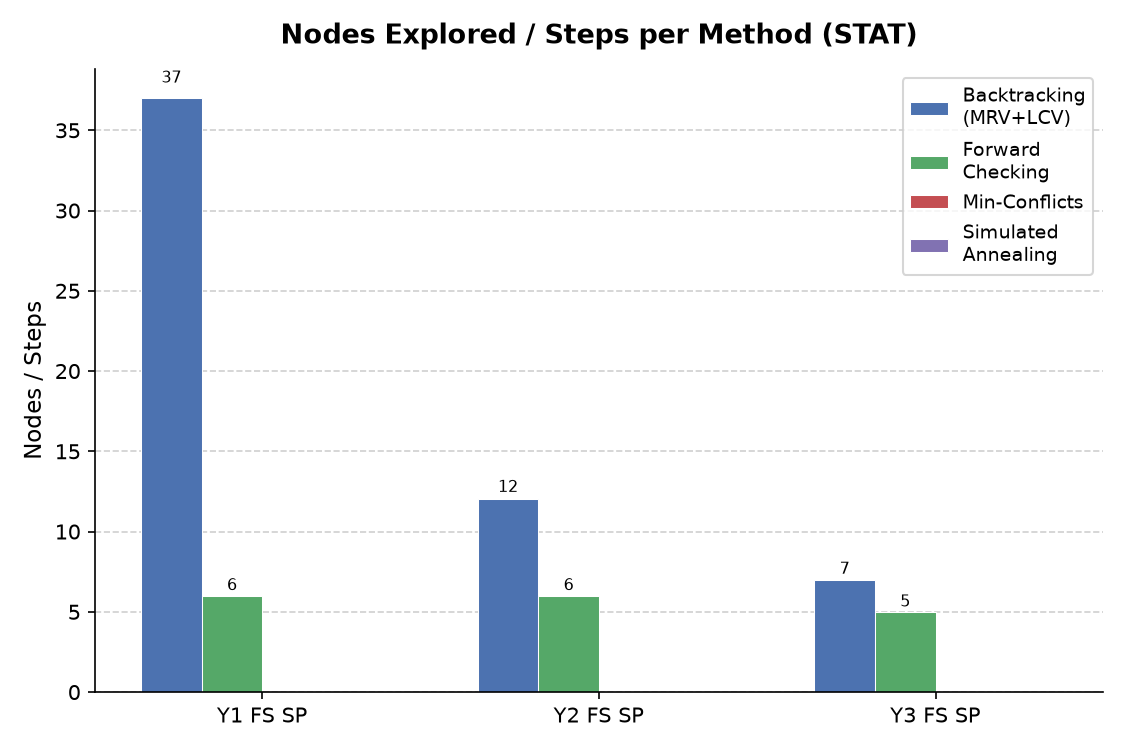 Nodes Explored / Steps per Method (STAT)
37
Backtracking
(MRV+LCV)
Forward
Checking
Min-Conflicts
Simulated
Annealing
35
30
25
20
15
10
5
0
Nodes / Steps
6
12
6
7
5
Y1 FS SP
Y2 FS SP
Y3 FS SP